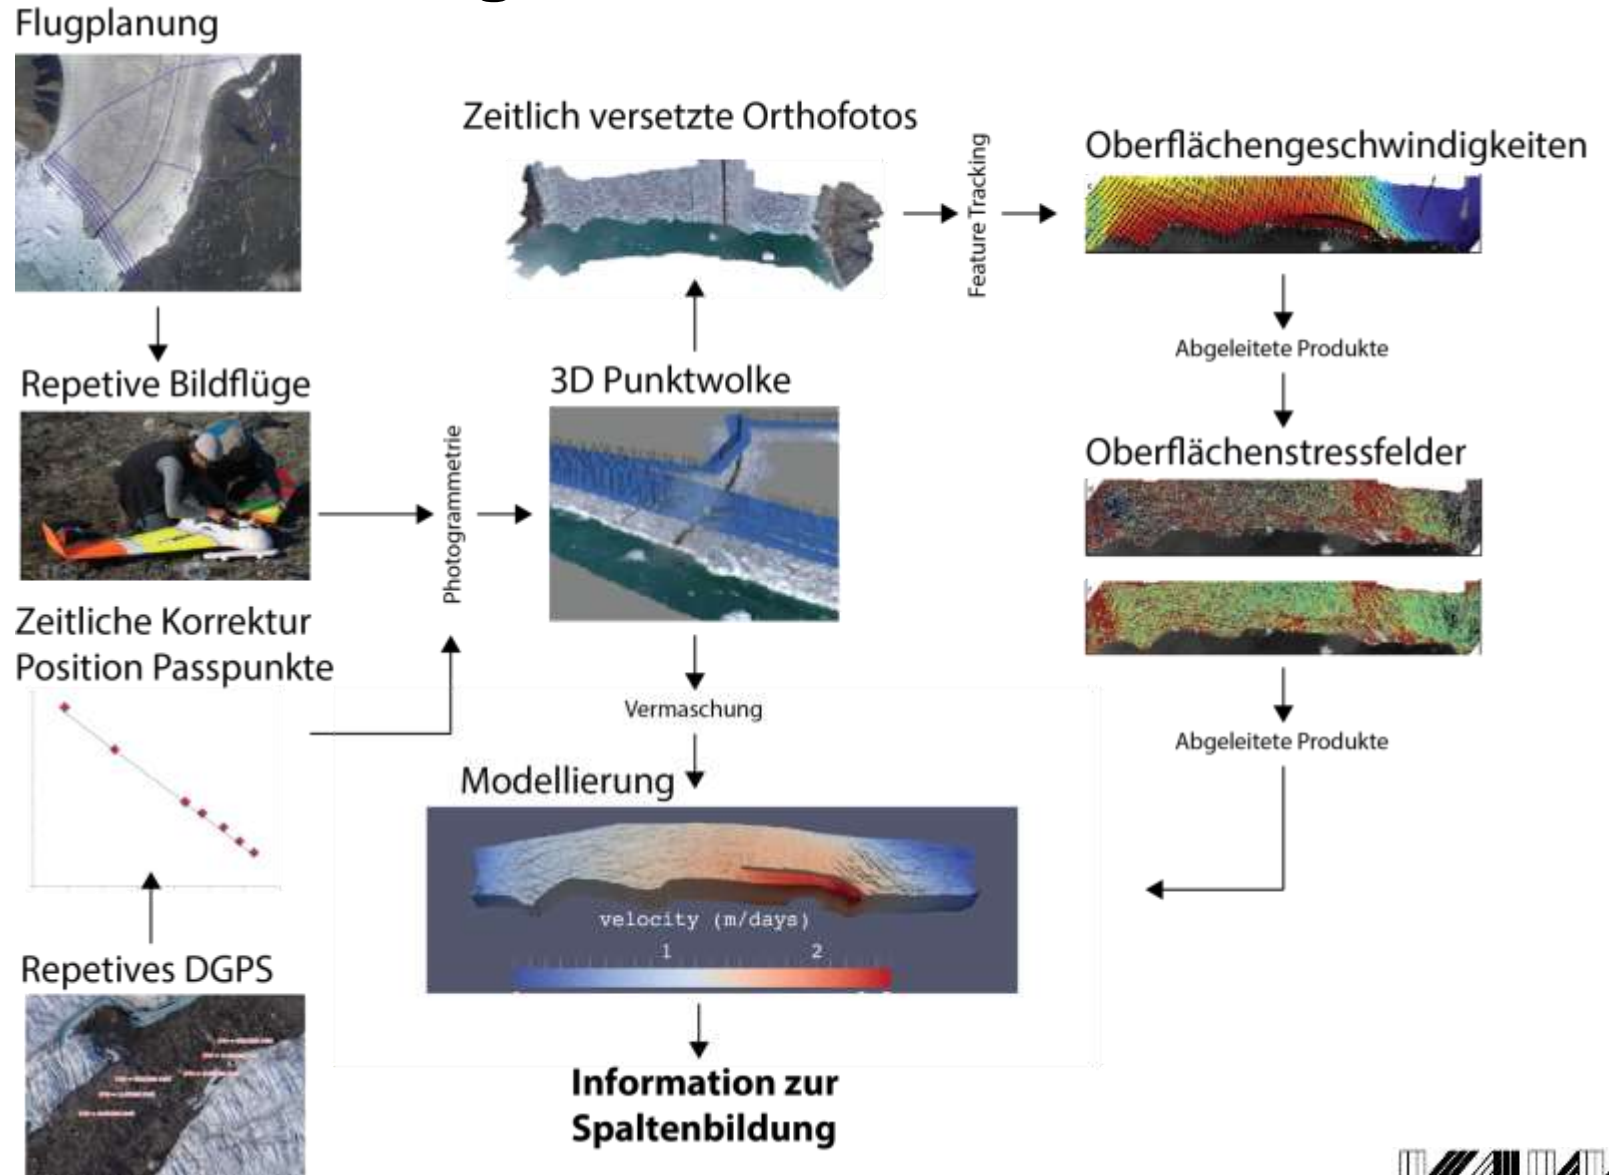 Flugplanung
Zeitlich versetzte Orthofotos
Feature Tracking
Oberflächengeschwindigkeiten
Abgeleitete Produkte
Repetive Bildflüge
Photogrammetrie
3D Punktwolke
Oberflächenstressfelder
Zeitliche Korrektur
Position Passpunkte
Vermaschung
Abgeleitete Produkte
Modellierung
velocity (m/days)
1 2
Repetives DGPS
Information zur
Spaltenbildung